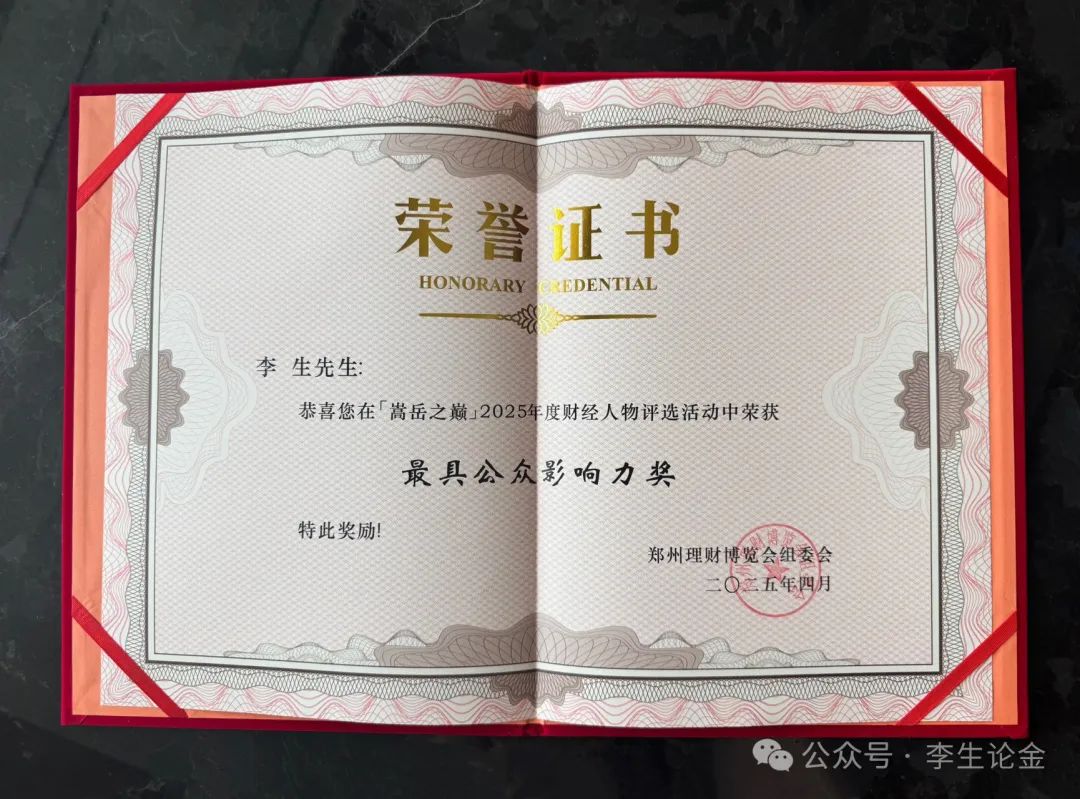 荣誉证书
HONORARY CREDENTIAL
李 生先生:
恭喜您在「嵩岳之巅」2025年度财经人物评选活动中荣获
最具公众影响力奖
特此奖励!
郑州理财博览会组委会
二〇二五年四月
公众号·李生论金